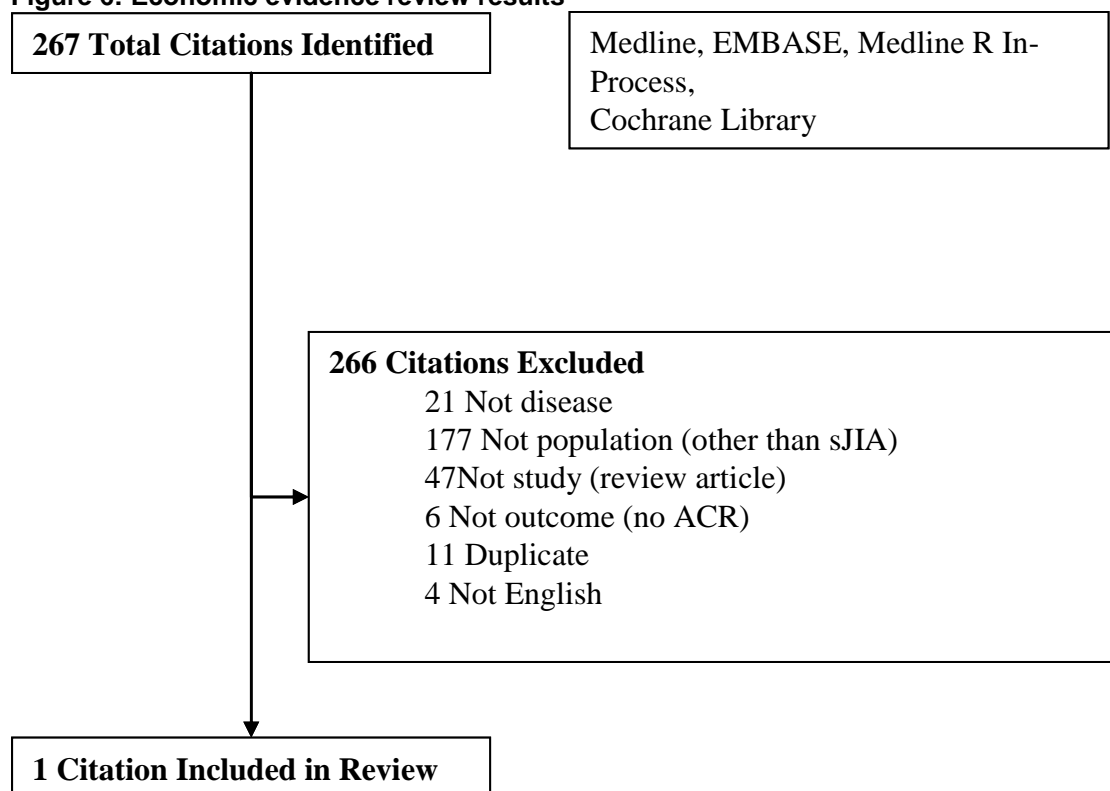 Figure 6. Economic evidence review results
267 Total Citations Identified
Medline, EMBASE, Medline R In-
Process,
Cochrane Library
266 Citations Excluded
21 Not disease
177 Not population (other than sJIA)
47Not study (review article)
6 Not outcome (no ACR)
11 Duplicate
4 Not English
1 Citation Included in Review